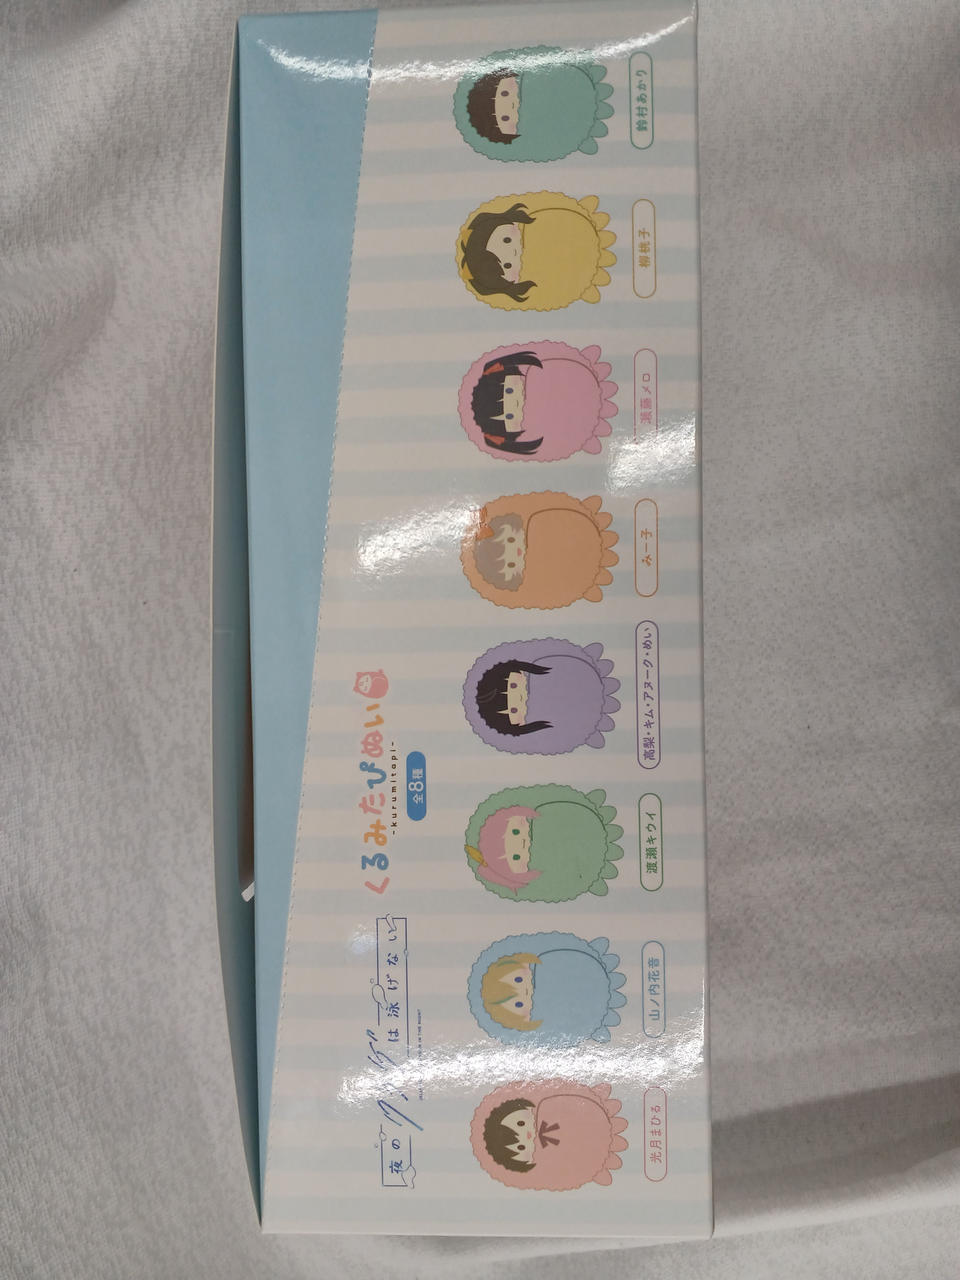 夜のクラゲは泳げない
くるみたぴぬい
-kurumitapi-
全8種
光月まひる
山ノ内花音
渡瀬キウイ
高梨・キム・アヌーク・めい
みー子
瀬藤メロ
柳桃子
鈴村あかり